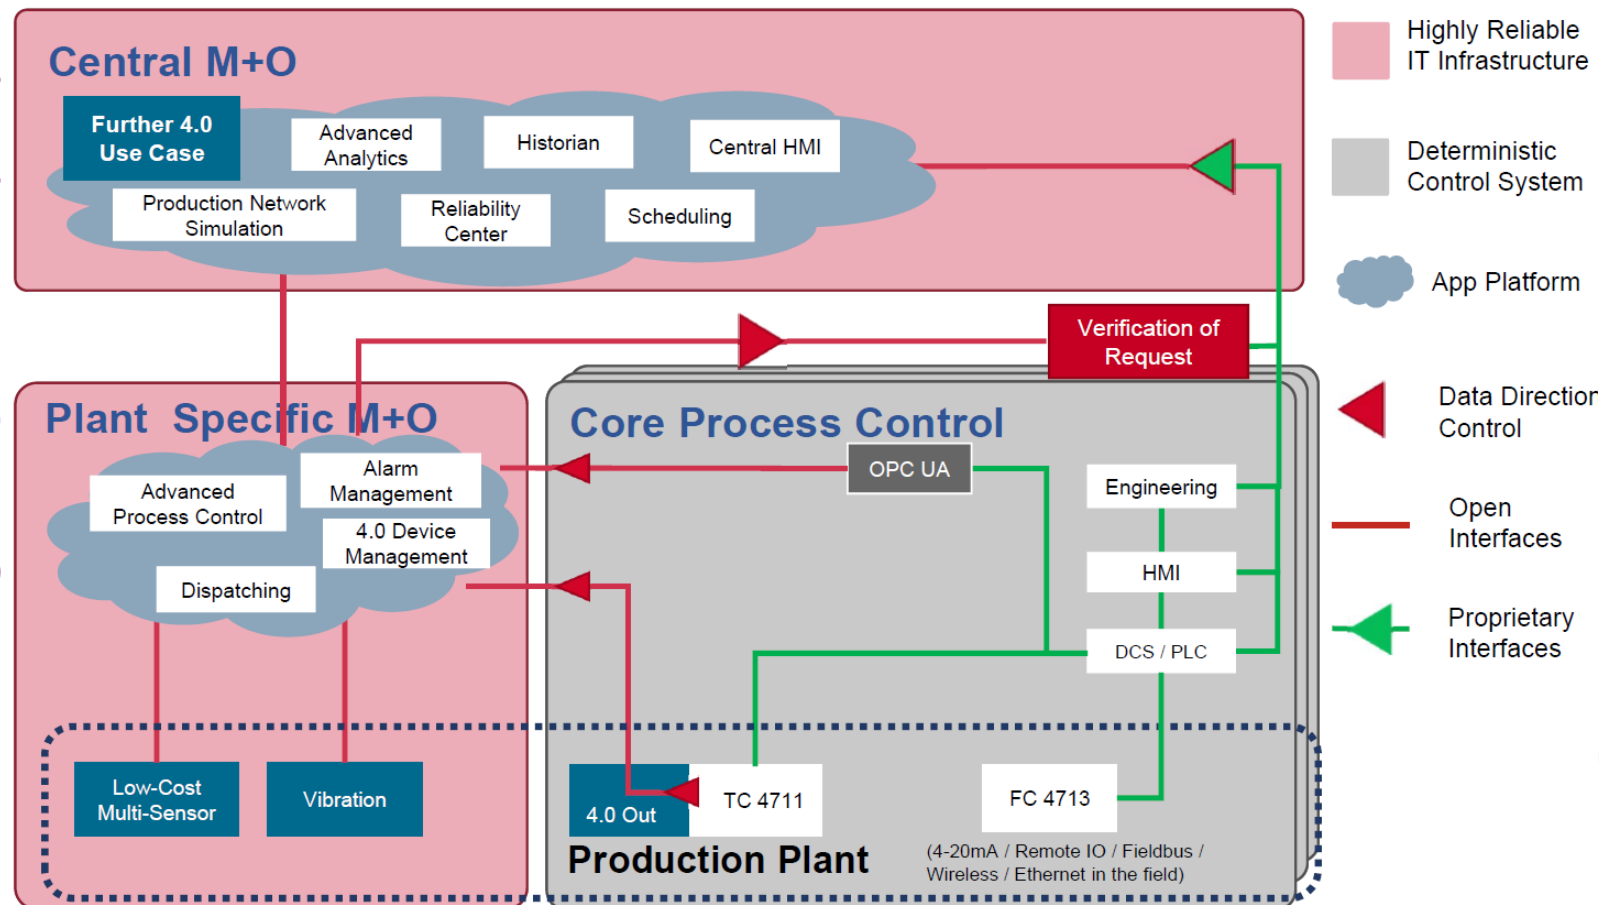 Central M+O
Further 4.0
Use Case
Advanced
Analytics
Historian
Central HMI
Production Network
Simulation
Reliability
Center
Scheduling
Highly Reliable
IT Infrastructure
Deterministic
Control System
App Platform
Data Direction
Control
Open
Interfaces
Proprietary
Interfaces
Verification of
Request
Plant Specific M+O
Alarm
Management
Advanced
Process Control
4.0 Device
Management
Dispatching
Low-Cost
Multi-Sensor
Vibration
Core Process Control
OPC UA
Engineering
HMI
DCS / PLC
4.0 Out
TC 4711
FC 4713
Production Plant
(4-20mA / Remote IO / Fieldbus /
Wireless / Ethernet in the field)